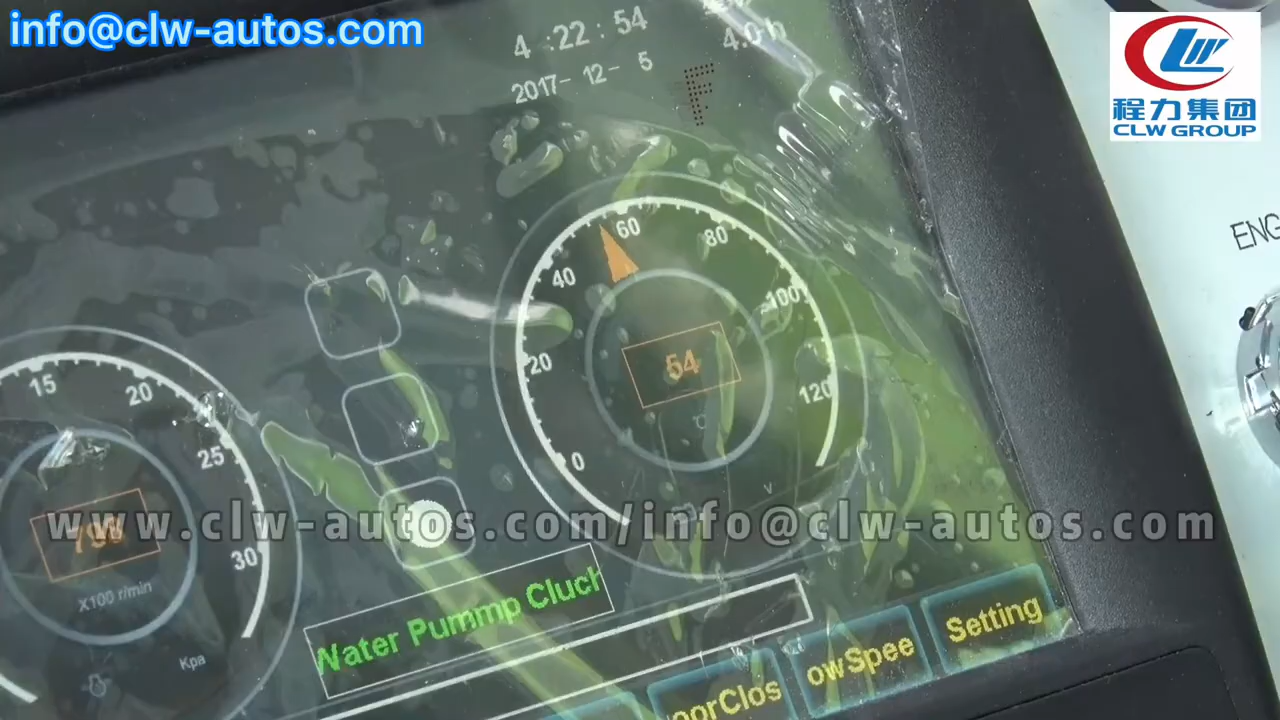 info@clw-autos.com
4 :22 : 54
2017- 12- 5
4.0 h
F
程力集团
CLW GROUP
ENG
60
80
40
100
20
120
0
54
℃
V
15
20
25
30
X100 r/min
Kpa
www.clw-autos.com/info@clw-autos.com
Water Pummp Cluch
oorClos
owSpee
Setting